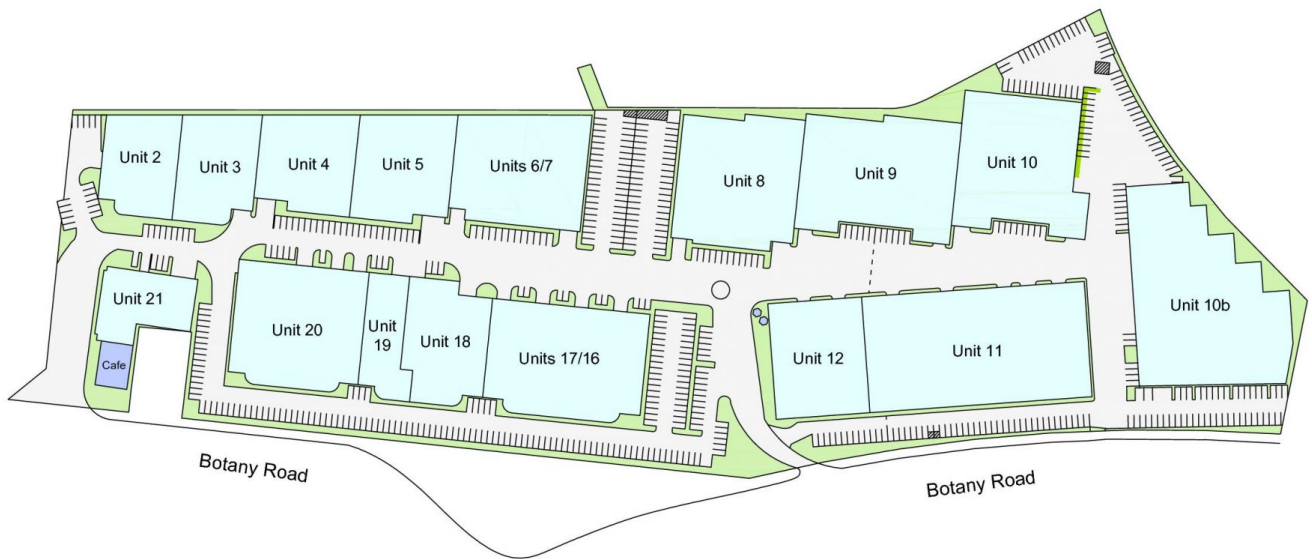 Unit 2
Unit 3
Unit 4
Unit 5
Units 6/7
Unit 8
Unit 9
Unit 10
Unit 21
Cafe
Unit 20
Unit
19
Unit 18
Units 17/16
Unit 12
Unit 11
Unit 10b
Botany Road
Botany Road